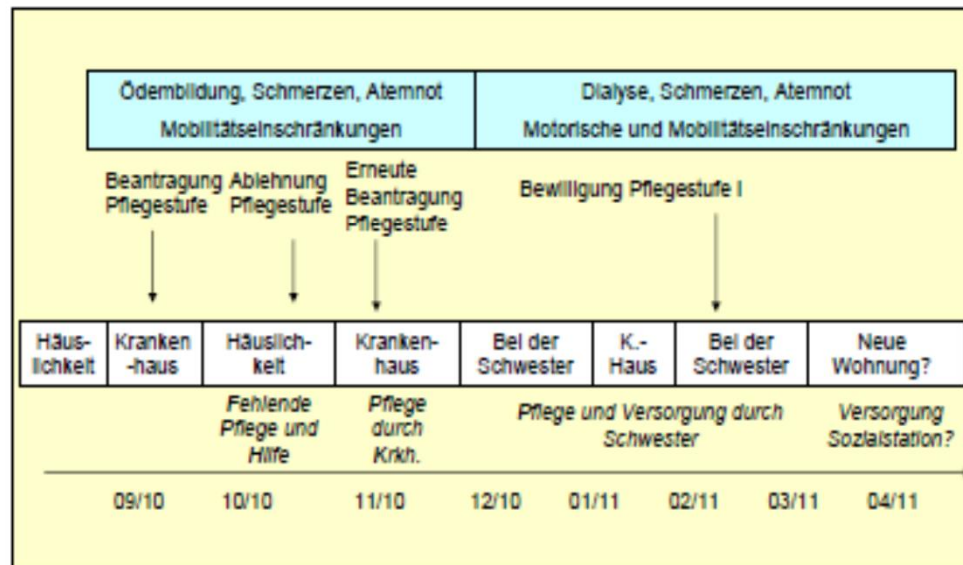 Ödembildung, Schmerzen, Atemnot
Mobilitätseinschränkungen
Dialyse, Schmerzen, Atemnot
Motorische und Mobilitätseinschränkungen
Beantragung
Pflegestufe
Ablehnung
Pflegestufe
Erneute
Beantragung
Pflegestufe
Bewilligung Pflegestufe I
Häus-
lichkeit
Kranken
-haus
Häuslich-
keit
Kranken-
haus
Bei der
Schwester
K.-
Haus
Bei der
Schwester
Neue
Wohnung?
Fehlende
Pflege und
Hilfe
Pflege
durch
Krkh.
Pflege und Versorgung durch
Schwester
Versorgung
Sozialstation?
09/10
10/10
11/10
12/10
01/11
02/11
03/11
04/11